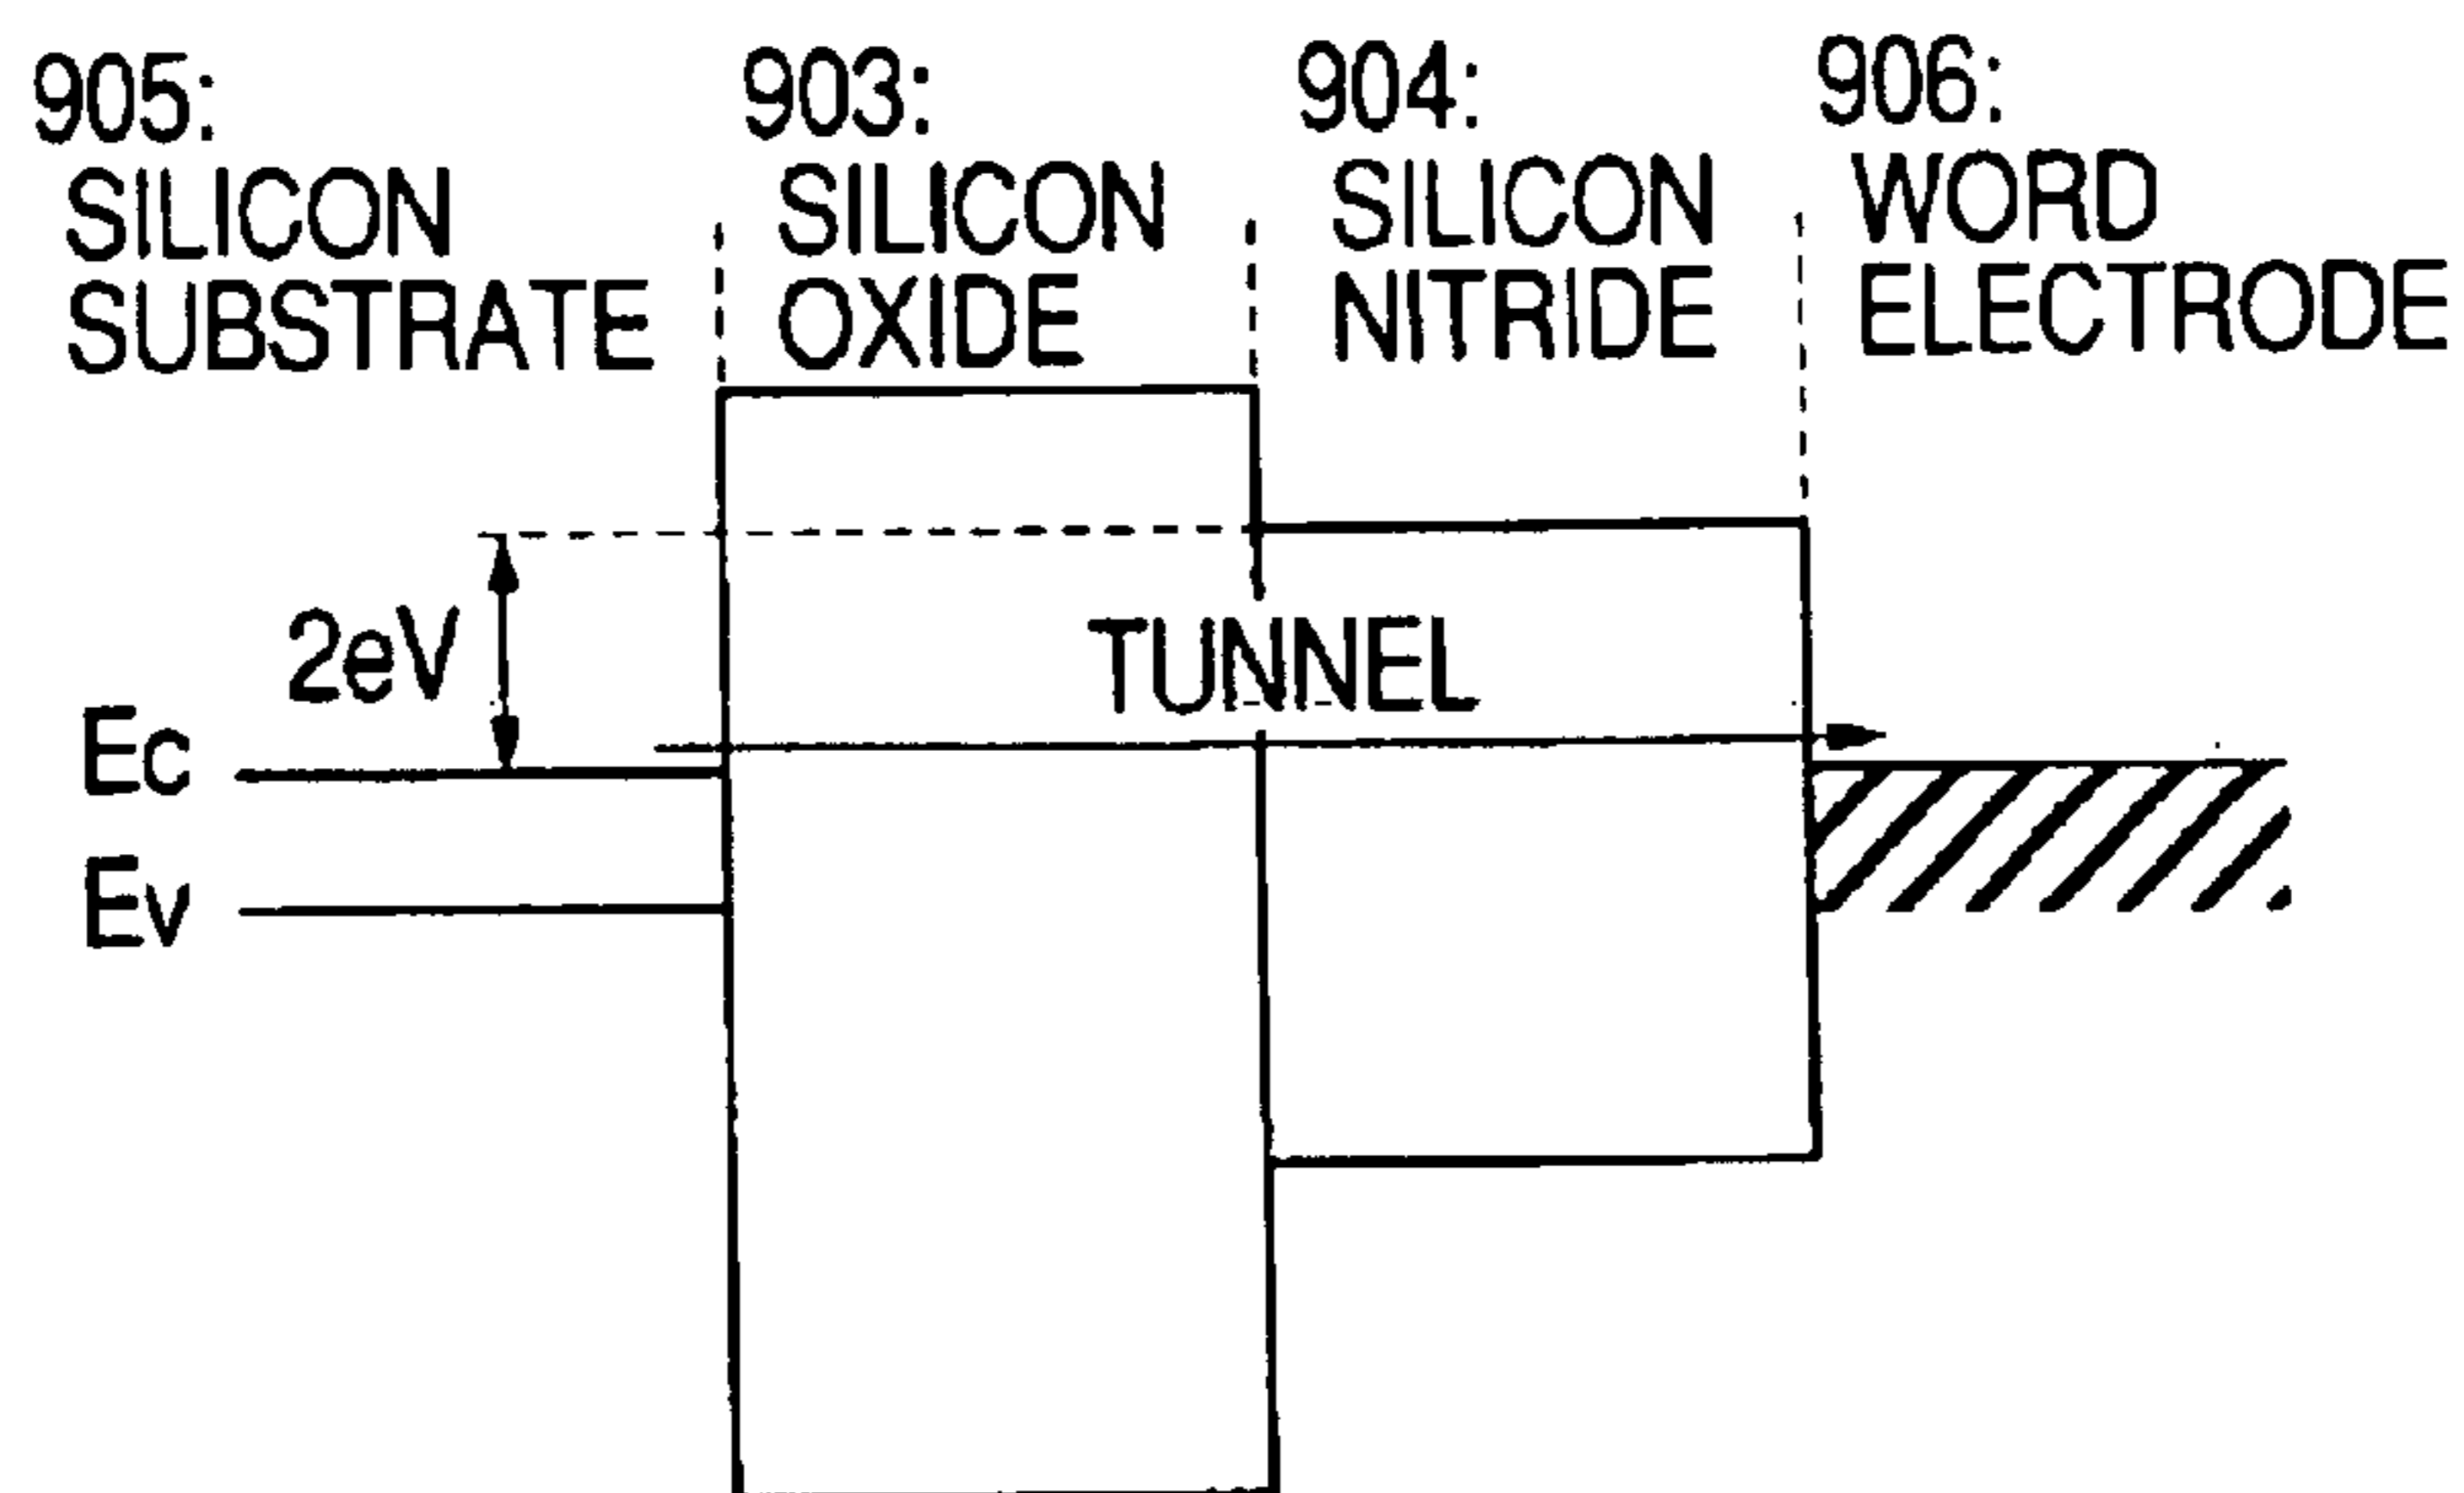 905:
SILICON
SUBSTRATE
903:
SILICON
OXIDE
904:
SILICON
NITRIDE
906:
WORD
ELECTRODE
2eV
TUNNEL
Ec
Ev